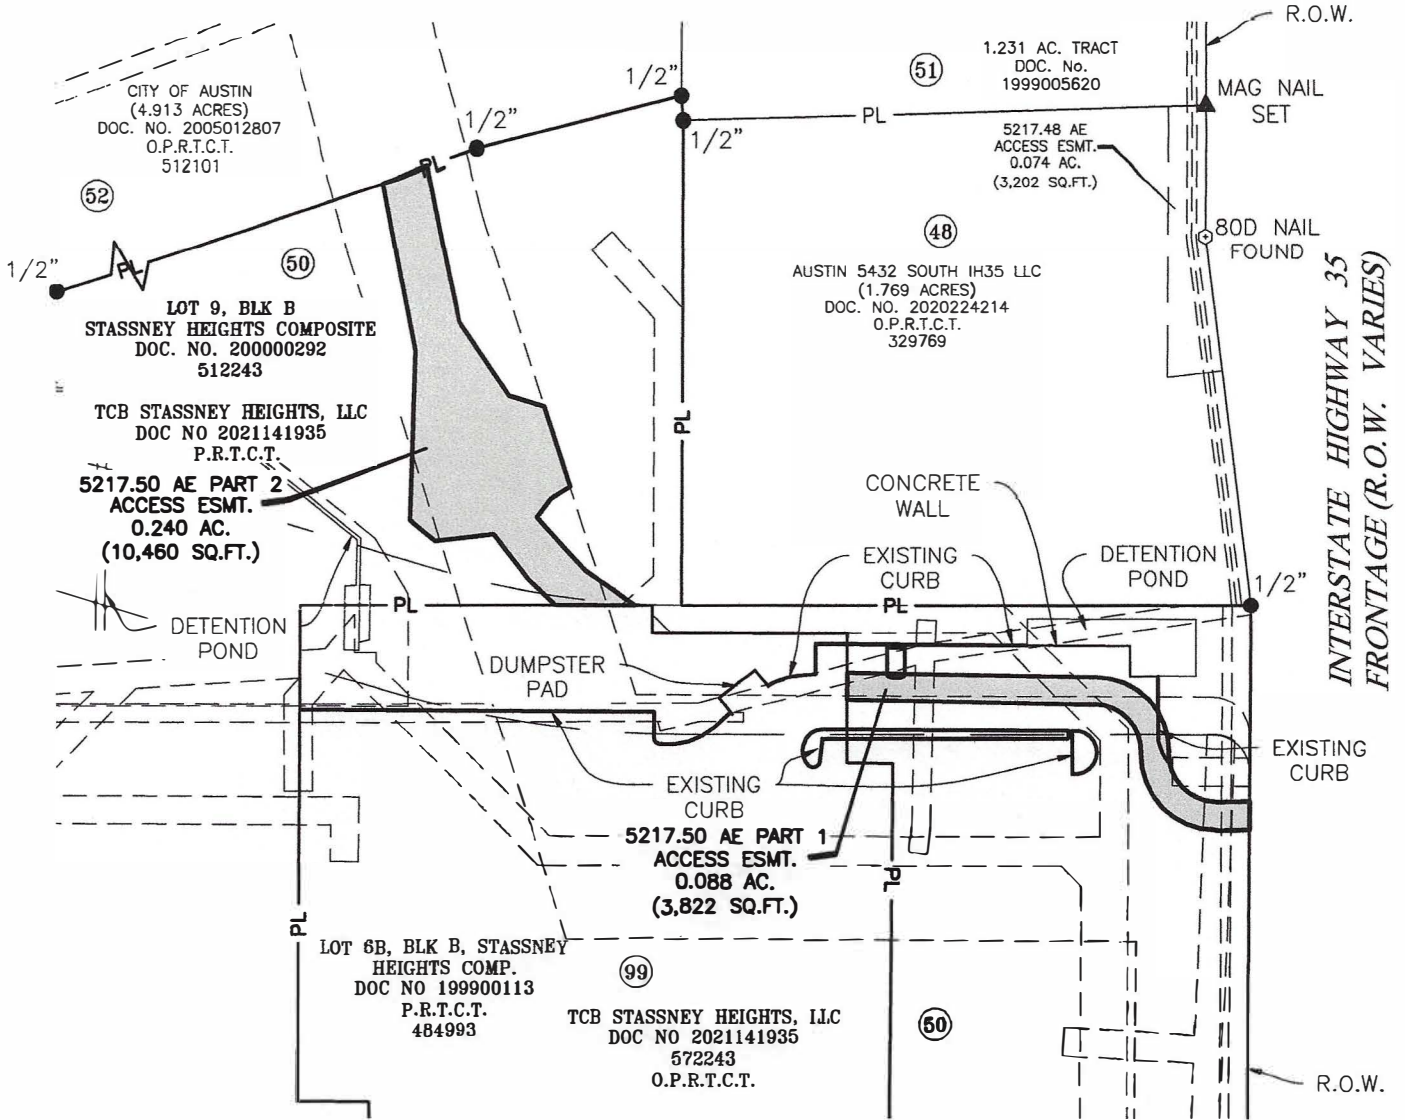 R.O.W.
CITY OF AUSTIN
(4.913 ACRES)
DOC. NO. 2005012807
O.P.R.T.C.T.
512101
52
1/2"
1/2"
1/2"
51
1.231 AC. TRACT
DOC. No.
1999005620
MAG NAIL
SET
PL
5217.48 AE
ACCESS ESMT.
0.074 AC.
(3,202 SQ.FT.)
PL
1/2"
PL
50
48
80D NAIL
FOUND
AUSTIN 5432 SOUTH IH35 LLC
(1.769 ACRES)
DOC. NO. 2020224214
O.P.R.T.C.T.
329769
LOT 9, BLK B
STASSNEY HEIGHTS COMPOSITE
DOC. NO. 200000292
512243
TCB STASSNEY HEIGHTS, LLC
DOC NO 2021141935
P.R.T.C.T.
5217.50 AE PART 2
ACCESS ESMT.
0.240 AC.
(10,460 SQ.FT.)
PL
INTERSTATE HIGHWAY 35
FRONTAGE (R.O.W. VARIES)
CONCRETE
WALL
EXISTING
CURB
DETENTION
POND
1/2"
PL
PL
DETENTION
POND
DUMPSTER
PAD
EXISTING
CURB
EXISTING
CURB
5217.50 AE PART 1
ACCESS ESMT.
0.088 AC.
(3,822 SQ.FT.)
PL
PL
LOT 6B, BLK B, STASSNEY
HEIGHTS COMP.
DOC NO 199900113
P.R.T.C.T.
484993
99
TCB STASSNEY HEIGHTS, LLC
DOC NO 2021141935
572243
O.P.R.T.C.T.
50
R.O.W.